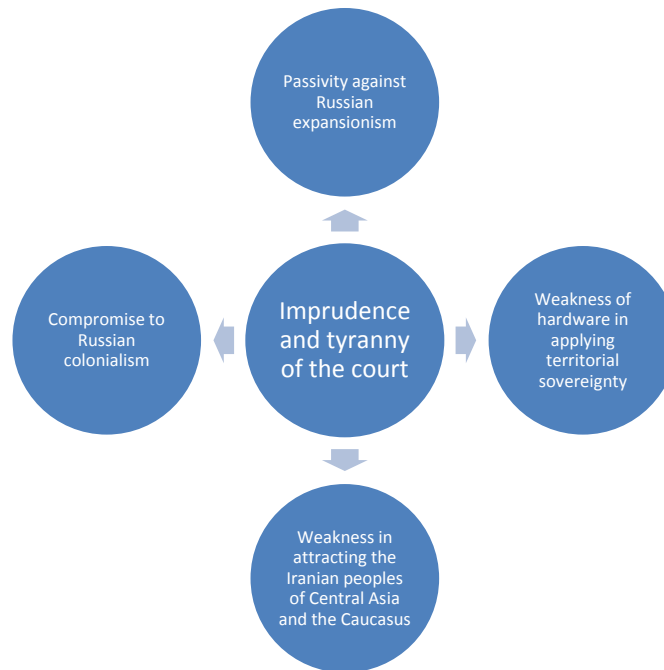 Passivity against
Russian
expansionism
Compromise to
Russian
colonialism
Imprudence
and tyranny
of the court
Weakness of
hardware in
applying
territorial
sovereignty
Weakness in
attracting the
Iranian peoples
of Central Asia
and the Caucasus